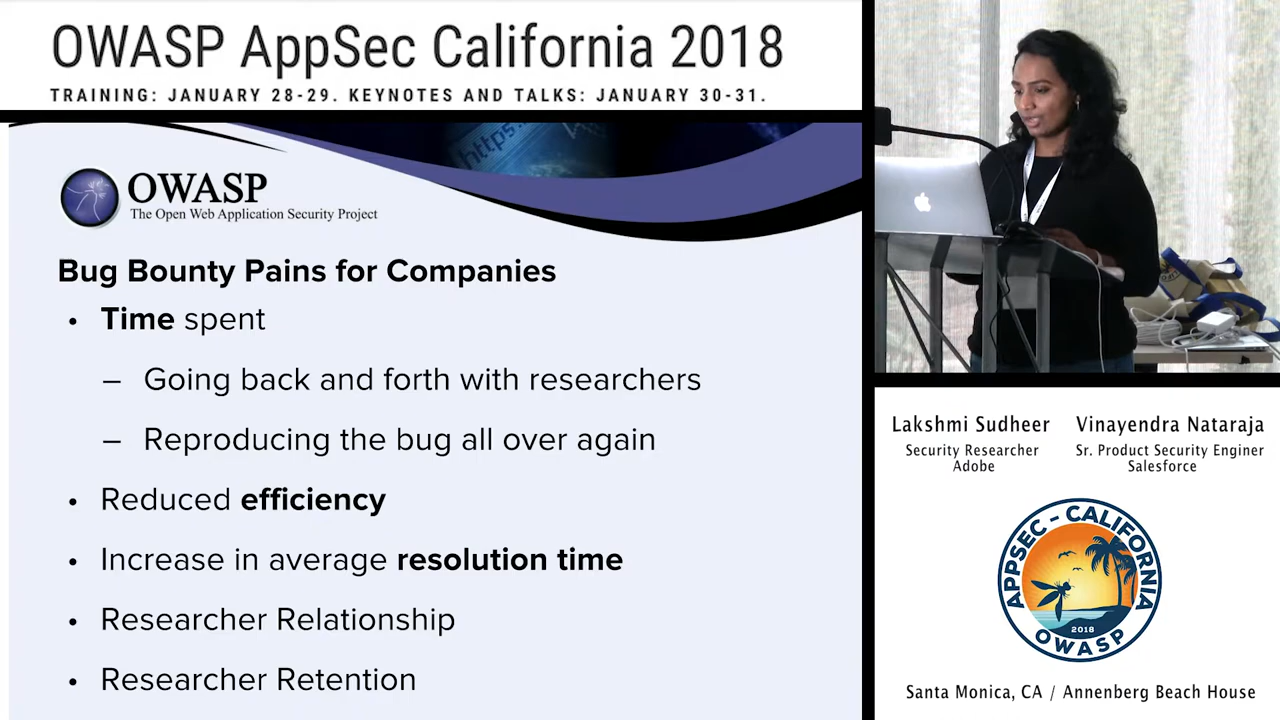 OWASP AppSec California 2018
TRAINING: JANUARY 28-29. KEYNOTES AND TALKS: JANUARY 30-31.
https:
OWASP
The Open Web Application Security Project
Bug Bounty Pains for Companies
• Time spent
– Going back and forth with researchers
– Reproducing the bug all over again
• Reduced efficiency
• Increase in average resolution time
• Researcher Relationship
• Researcher Retention
Lakshmi Sudheer
Security Researcher
Adobe
Vinayendra Nataraja
Sr. Product Security Enginer
Salesforce
APPSEC - CALIFORNIA
2018
OWASP
Santa Monica, CA / Annenberg Beach House